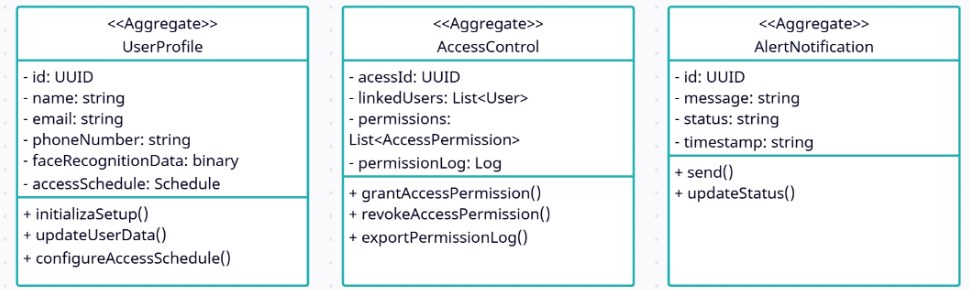 <<Aggregate>>
UserProfile
- id: UUID
- name: string
- email: string
- phoneNumber: string
- faceRecognitionData: binary
- accessSchedule: Schedule
+ initializaSetup()
+ updateUserData()
+ configureAccessSchedule()
<<Aggregate>>
AccessControl
- acessId: UUID
- linkedUsers: List<User>
- permissions:
List<AccessPermission>
- permissionLog: Log
+ grantAccessPermission()
+ revokeAccessPermission()
+ exportPermissionLog()
<<Aggregate>>
AlertNotification
- id: UUID
- message: string
- status: string
- timestamp: string
+ send()
+ updateStatus()